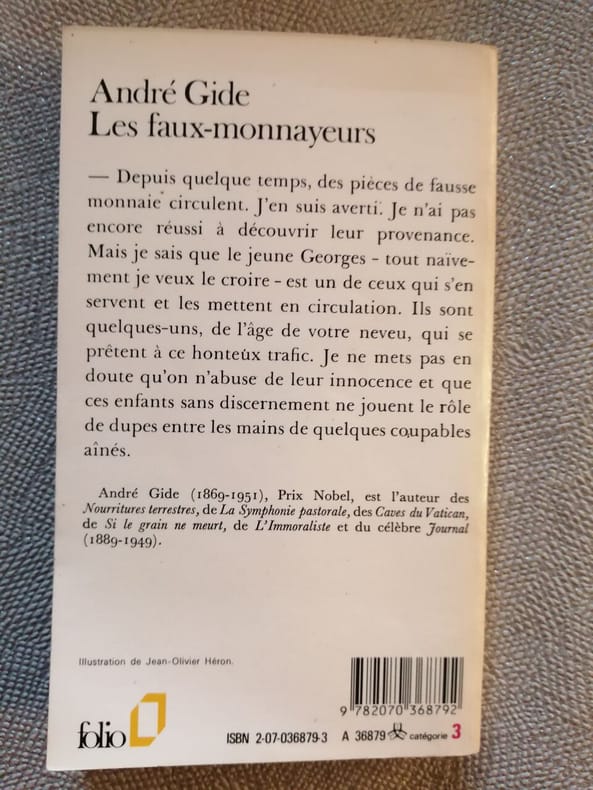 André Gide
Les faux-monnayeurs
— Depuis quelque temps, des pièces de fausse
monnaie circulent. J'en suis averti. Je n'ai pas
encore réussi à découvrir leur provenance.
Mais je sais que le jeune Georges - tout naïve-
ment je veux le croire - est un de ceux qui s'en
servent et les mettent en circulation. Ils sont
quelques-uns, de l'âge de votre neveu, qui se
prêtent à ce honteux trafic. Je ne mets pas en
doute qu'on n'abuse de leur innocence et que
ces enfants sans discernement ne jouent le rôle
de dupes entre les mains de quelques coupables
aînés.
André Gide (1869-1951), Prix Nobel, est l'auteur des
Nourritures terrestres, de La Symphonie pastorale, des Caves du Vatican,
de Si le grain ne meurt, de L'Immoraliste et du célèbre Journal
(1889-1949).
Illustration de Jean-Olivier Héron.
9 782070 368792
folio
ISBN 2-07-036879-3 A 36879 catégorie 3